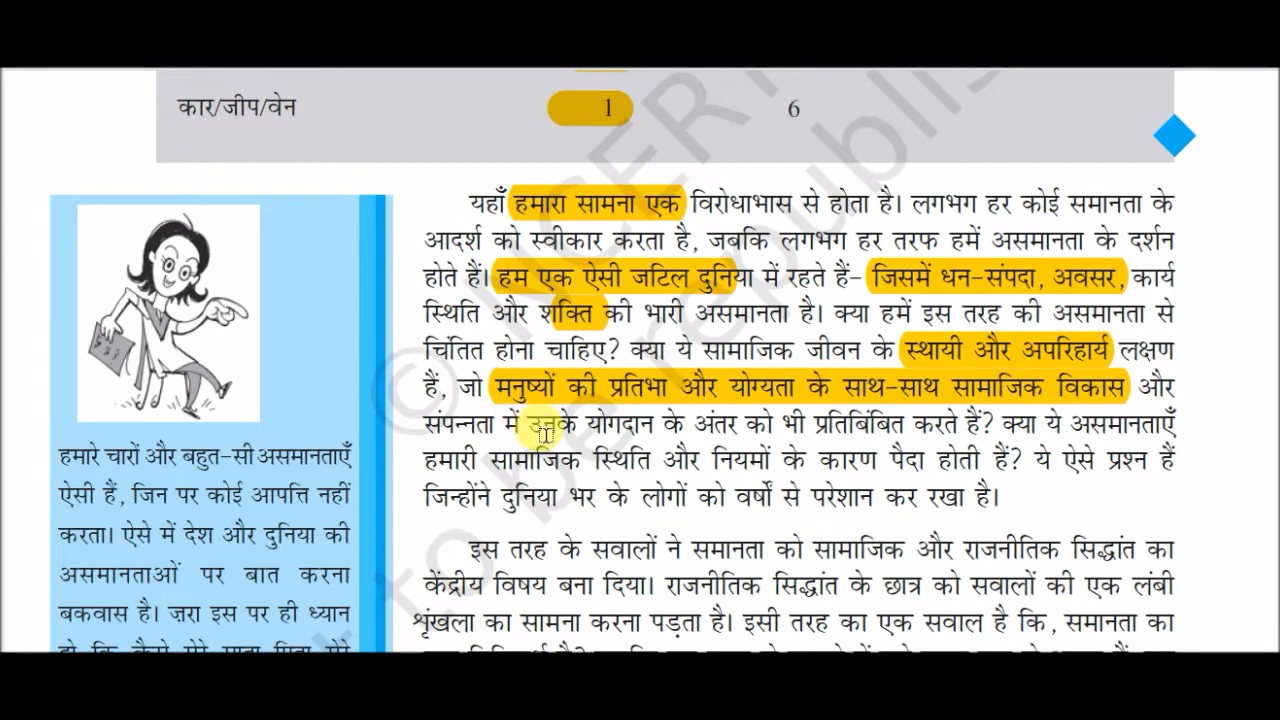 कार/जीप/वेन 1 6
यहाँ हमारा सामना एक विरोधाभास से होता है। लगभग हर कोई समानता के
आदर्श को स्वीकार करता है, जबकि लगभग हर तरफ हमें असमानता के दर्शन
होते हैं। हम एक ऐसी जटिल दुनिया में रहते हैं– जिसमें धन–संपदा, अवसर, कार्य
स्थिति और शक्ति की भारी असमानता है। क्या हमें इस तरह की असमानता से
चिंतित होना चाहिए? क्या ये सामाजिक जीवन के स्थायी और अपरिहार्य लक्षण
हैं, जो मनुष्यों की प्रतिभा और योग्यता के साथ–साथ सामाजिक विकास और
संपन्नता में उनके योगदान के अंतर को भी प्रतिबिंबित करते हैं? क्या ये असमानताएँ
हमारी सामाजिक स्थिति और नियमों के कारण पैदा होती हैं? ये ऐसे प्रश्न हैं
जिन्होंने दुनिया भर के लोगों को वर्षों से परेशान कर रखा है।
इस तरह के सवालों ने समानता को सामाजिक और राजनीतिक सिद्धांत का
केंद्रीय विषय बना दिया। राजनीतिक सिद्धांत के छात्र को सवालों की एक लंबी
शृंखला का सामना करना पड़ता है। इसी तरह का एक सवाल है कि, समानता का
हमारे चारों और बहुत–सी असमानताएँ
ऐसी हैं, जिन पर कोई आपत्ति नहीं
करता। ऐसे में देश और दुनिया की
असमानताओं पर बात करना
बकवास है। ज़रा इस पर ही ध्यान
© NCERT
to be republis